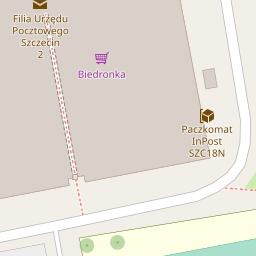 Filia Urzędu
Pocztowego
Szczecin
2
Biedronka
Paczkomat
InPost
SZC18N